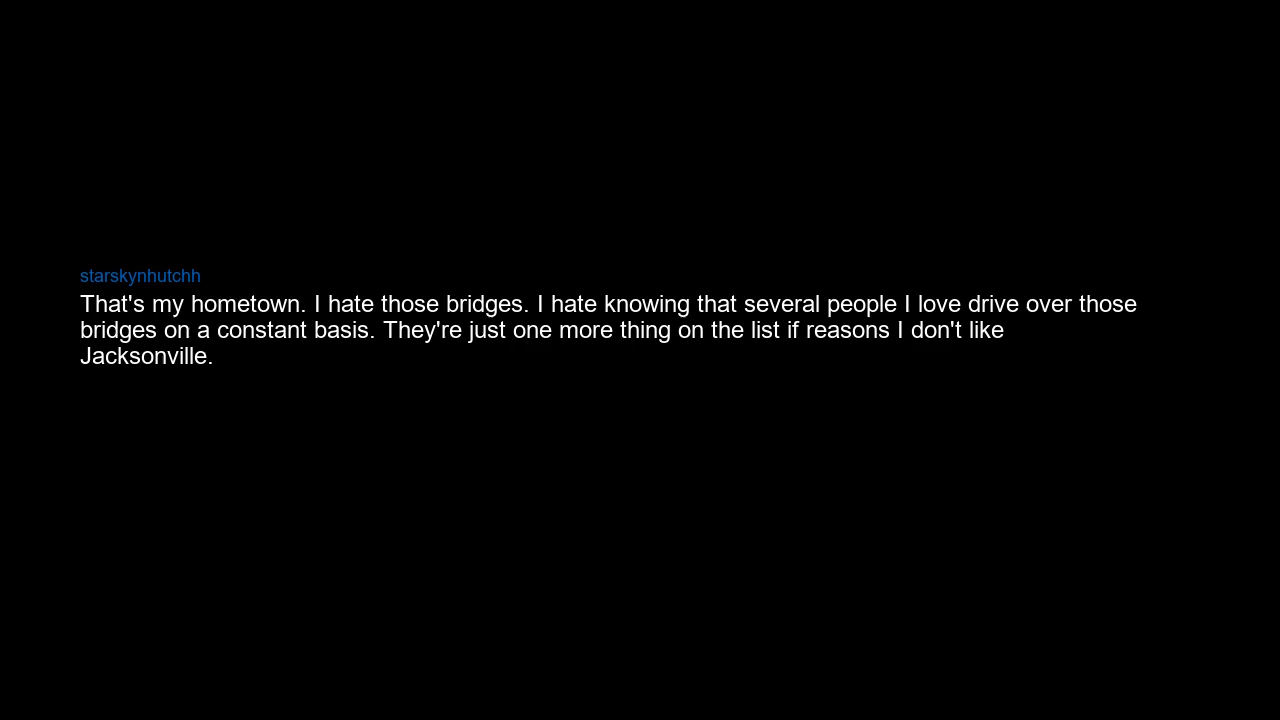 starskynhutchh
That's my hometown. I hate those bridges. I hate knowing that several people I love drive over those
bridges on a constant basis. They're just one more thing on the list if reasons I don't like
Jacksonville.